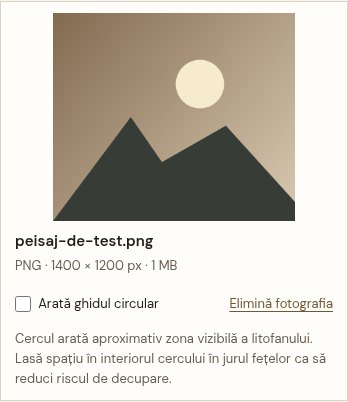 peisaj-de-test.png
PNG · 1400 × 1200 px · 1 MB
Arată ghidul circular
Elimină fotografia
Cercul arată aproximativ zona vizibilă a litofanului.
Lasă spațiu în interiorul cercului în jurul fețelor ca să
reduci riscul de decupare.